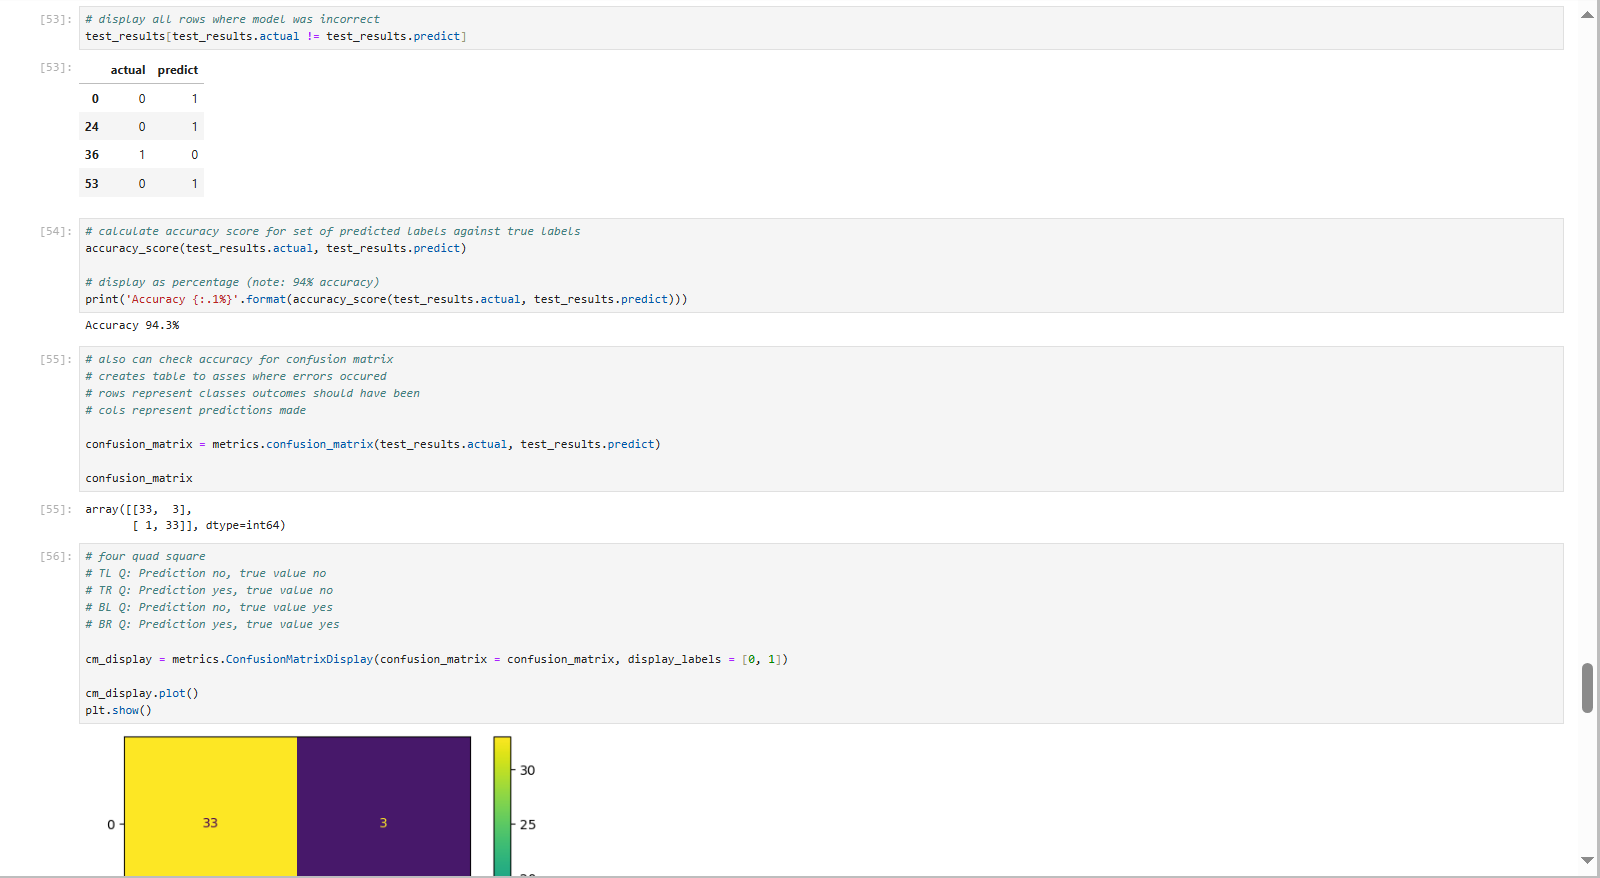 [53]: # display all rows where model was incorrect
test_results[test_results.actual != test_results.predict]
[53]: actual predict
0 0 1
24 0 1
36 1 0
53 0 1
[54]: # calculate accuracy score for set of predicted labels against true labels
accuracy_score(test_results.actual, test_results.predict)
# display as percentage (note: 94% accuracy)
print('Accuracy {:.1%}'.format(accuracy_score(test_results.actual, test_results.predict)))
Accuracy 94.3%
[55]: # also can check accuracy for confusion matrix
# creates table to asses where errors occured
# rows represent classes outcomes should have been
# cols represent predictions made
confusion_matrix = metrics.confusion_matrix(test_results.actual, test_results.predict)
confusion_matrix
[55]: array([[33, 3],
[ 1, 33]], dtype=int64)
[56]: # four quad square
# TL Q: Prediction no, true value no
# TR Q: Prediction yes, true value no
# BL Q: Prediction no, true value yes
# BR Q: Prediction yes, true value yes
cm_display = metrics.ConfusionMatrixDisplay(confusion_matrix = confusion_matrix, display_labels = [0, 1])
cm_display.plot()
plt.show()
30
0 33 3 25